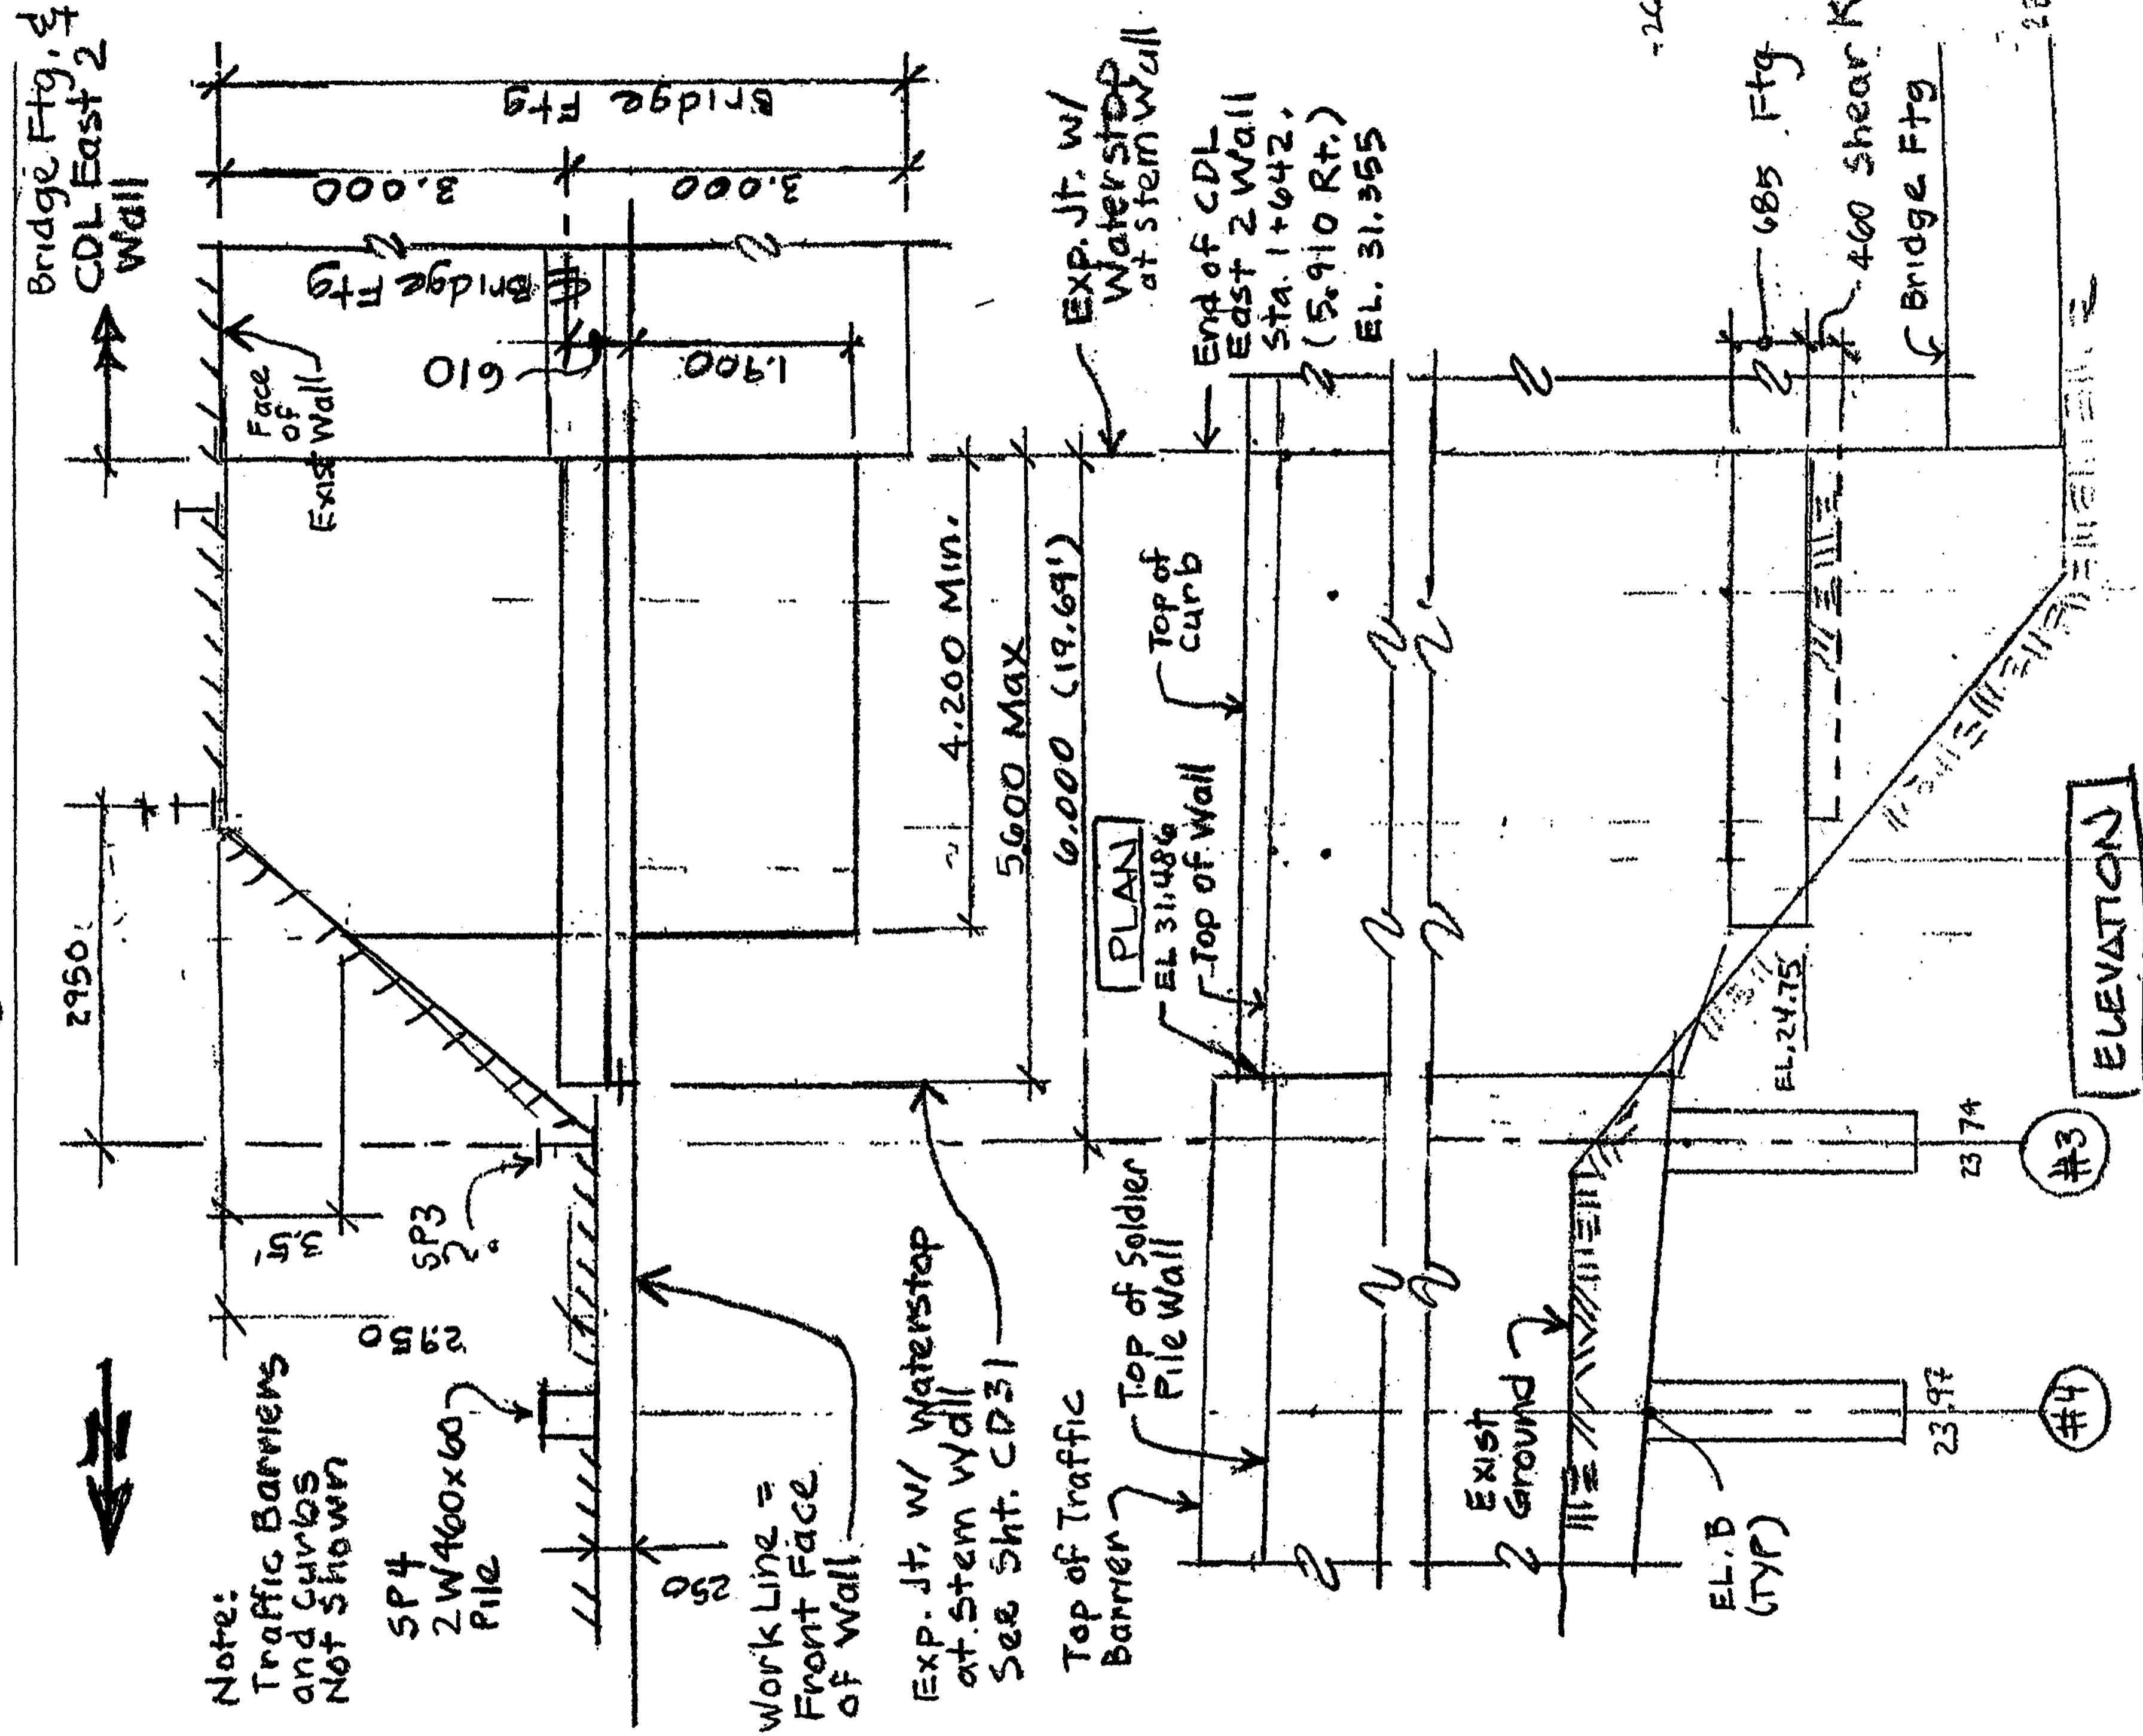 Bridge Ftg, &
CDL East 2
Wall
2950
Face
of
Exist Wall
Bridge Ftg
3.000
3.000
Bridge Ftg
610
1.900
3.5
2950
Note:
Traffic Barriers
and Curbs
Not Shown
SP3
?
SP4
2W460x60
Pile
250
Work Line =
Front Face
of Wall
4.200 Min.
5.600 Max
6.000 (19.69')
Exp. Jt. w/ Waterstop
at stem wall
See Sht. CD31
Exp. Jt. w/
Waterstop
at stem wall
PLAN
End of CDL
East 2 Wall
Sta. 1+642.
(5.910 Rt.)
EL. 31.355
EL 31.486
Top of Wall
Top of
Curb
Top of Traffic
Barrier
Top of Soldier
Pile Wall
Exist
Ground
EL. 24.75
685 Ftg
460 Shear K
Bridge Ftg
EL. B
(TYP)
23.97
23 74
#4
#3
ELEVATION